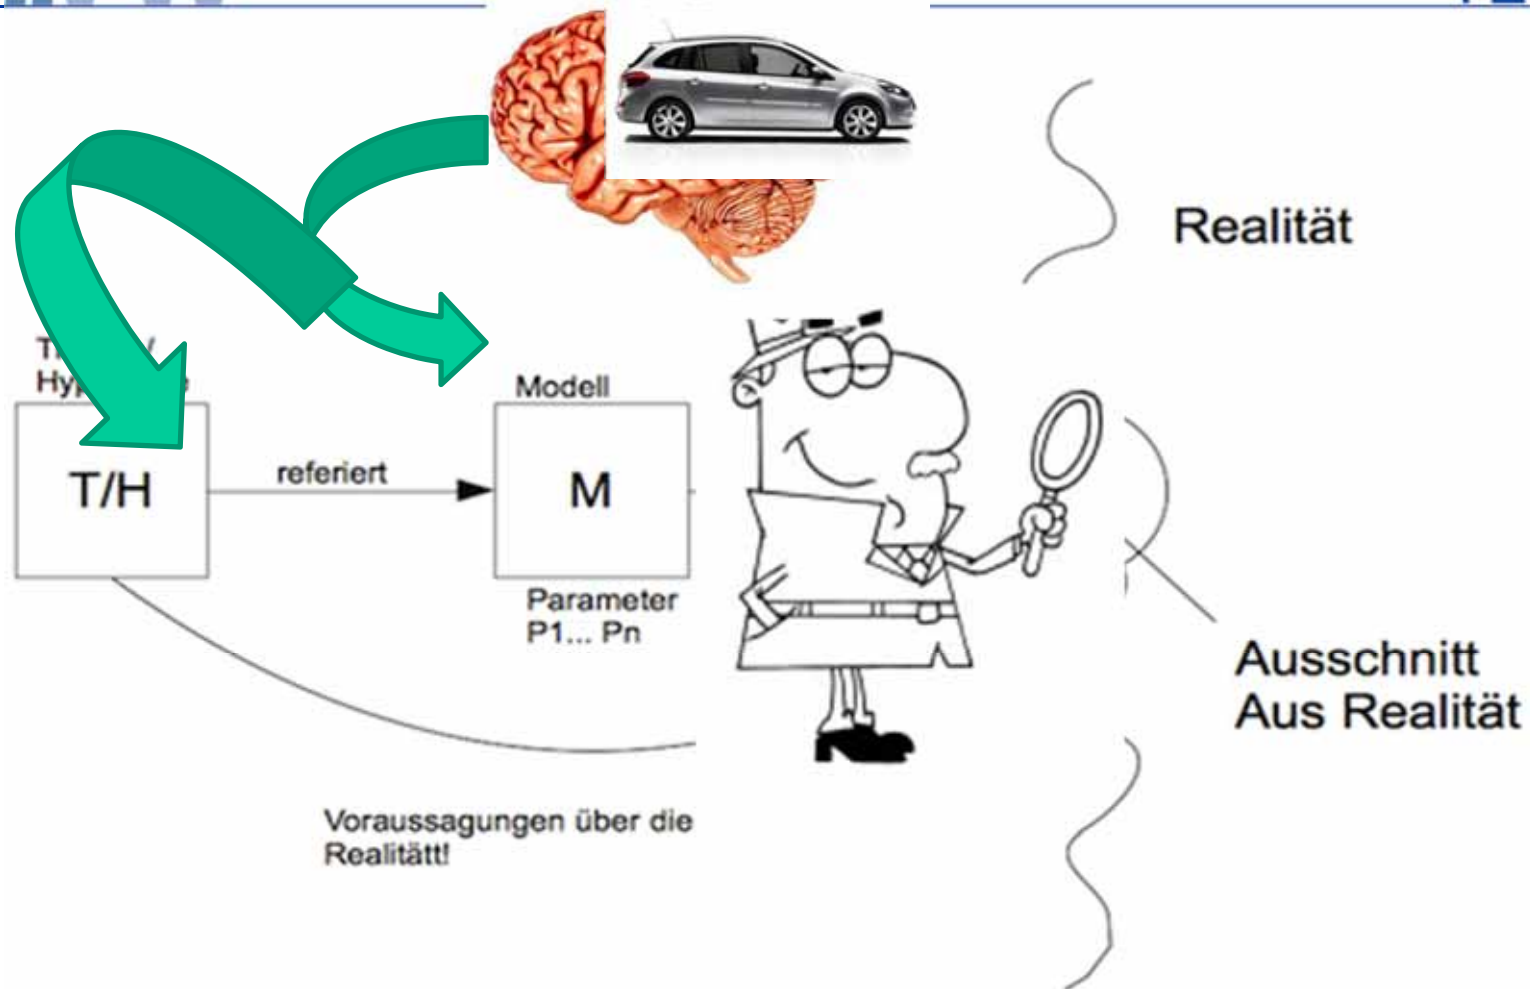 Realität
Modell
T/H
referiert
M
Parameter
P1... Pn
Ausschnitt
Aus Realität
Voraussagungen über die
Realitätt!